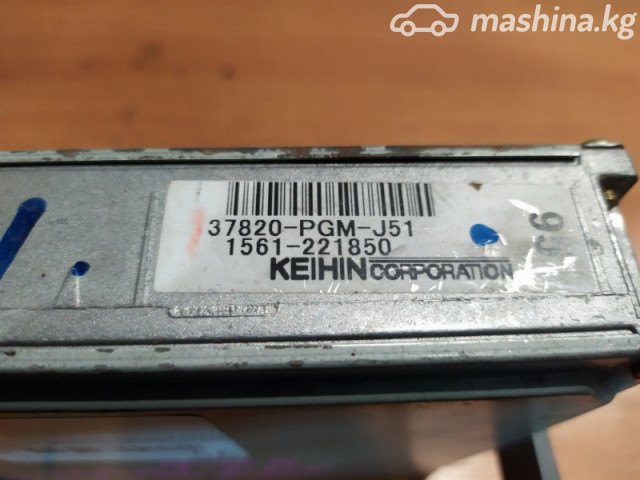 mashina.kg
37820-PGM-J51
1561-221850
KEIHIN CORPORATION